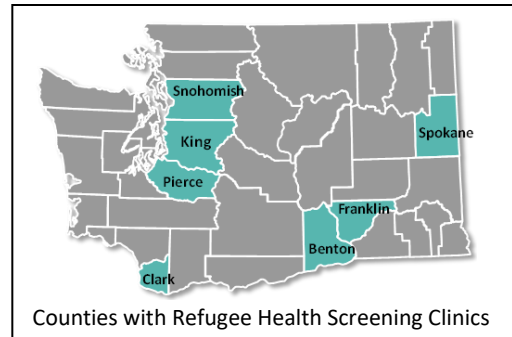 Snohomish
King
Spokane
Pierce
Franklin
Benton
Clark
Counties with Refugee Health Screening Clinics